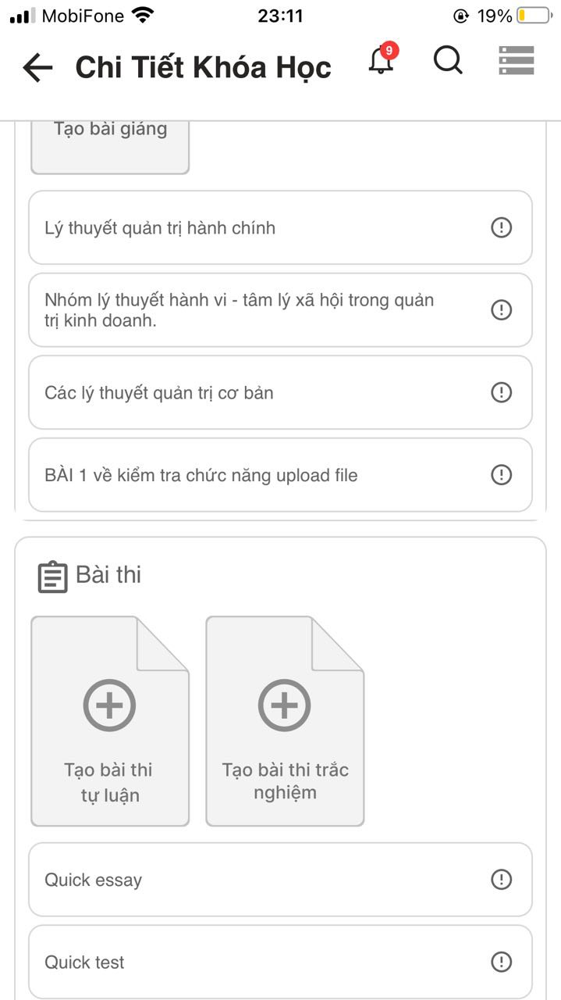 MobiFone 23:11 19%
Chi Tiết Khóa Học 9
Tạo bài giảng
Lý thuyết quản trị hành chính
Nhóm lý thuyết hành vi - tâm lý xã hội trong quản
trị kinh doanh.
Các lý thuyết quản trị cơ bản
BÀI 1 về kiểm tra chức năng upload file
Bài thi
Tạo bài thi
tự luận
Tạo bài thi trắc
nghiệm
Quick essay
Quick test